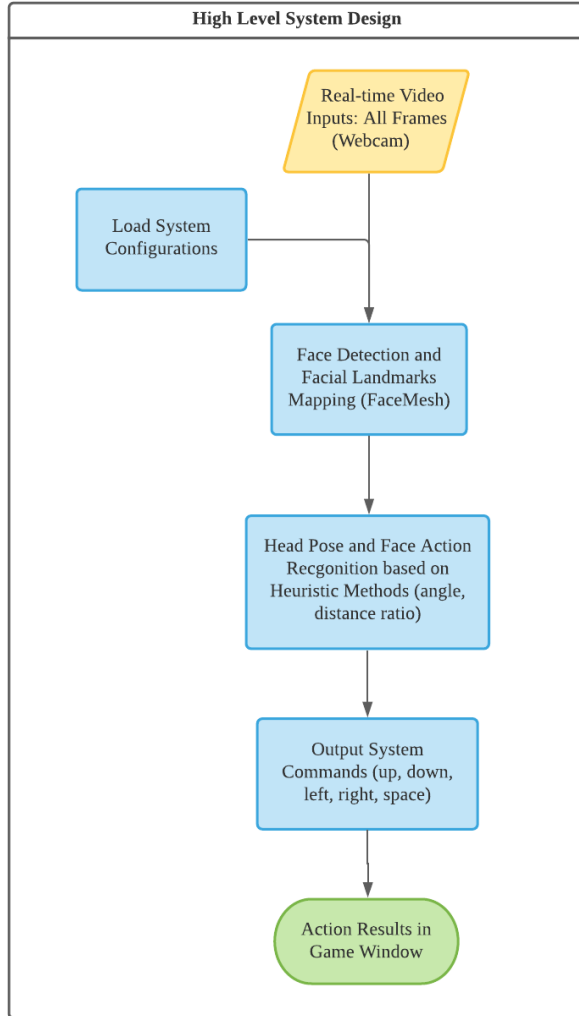 High Level System Design
Real-time Video
Inputs: All Frames
(Webcam)
Load System
Configurations
Face Detection and
Facial Landmarks
Mapping (FaceMesh)
Head Pose and Face Action
Recgonition based on
Heuristic Methods (angle,
distance ratio)
Output System
Commands (up, down,
left, right, space)
Action Results in
Game Window